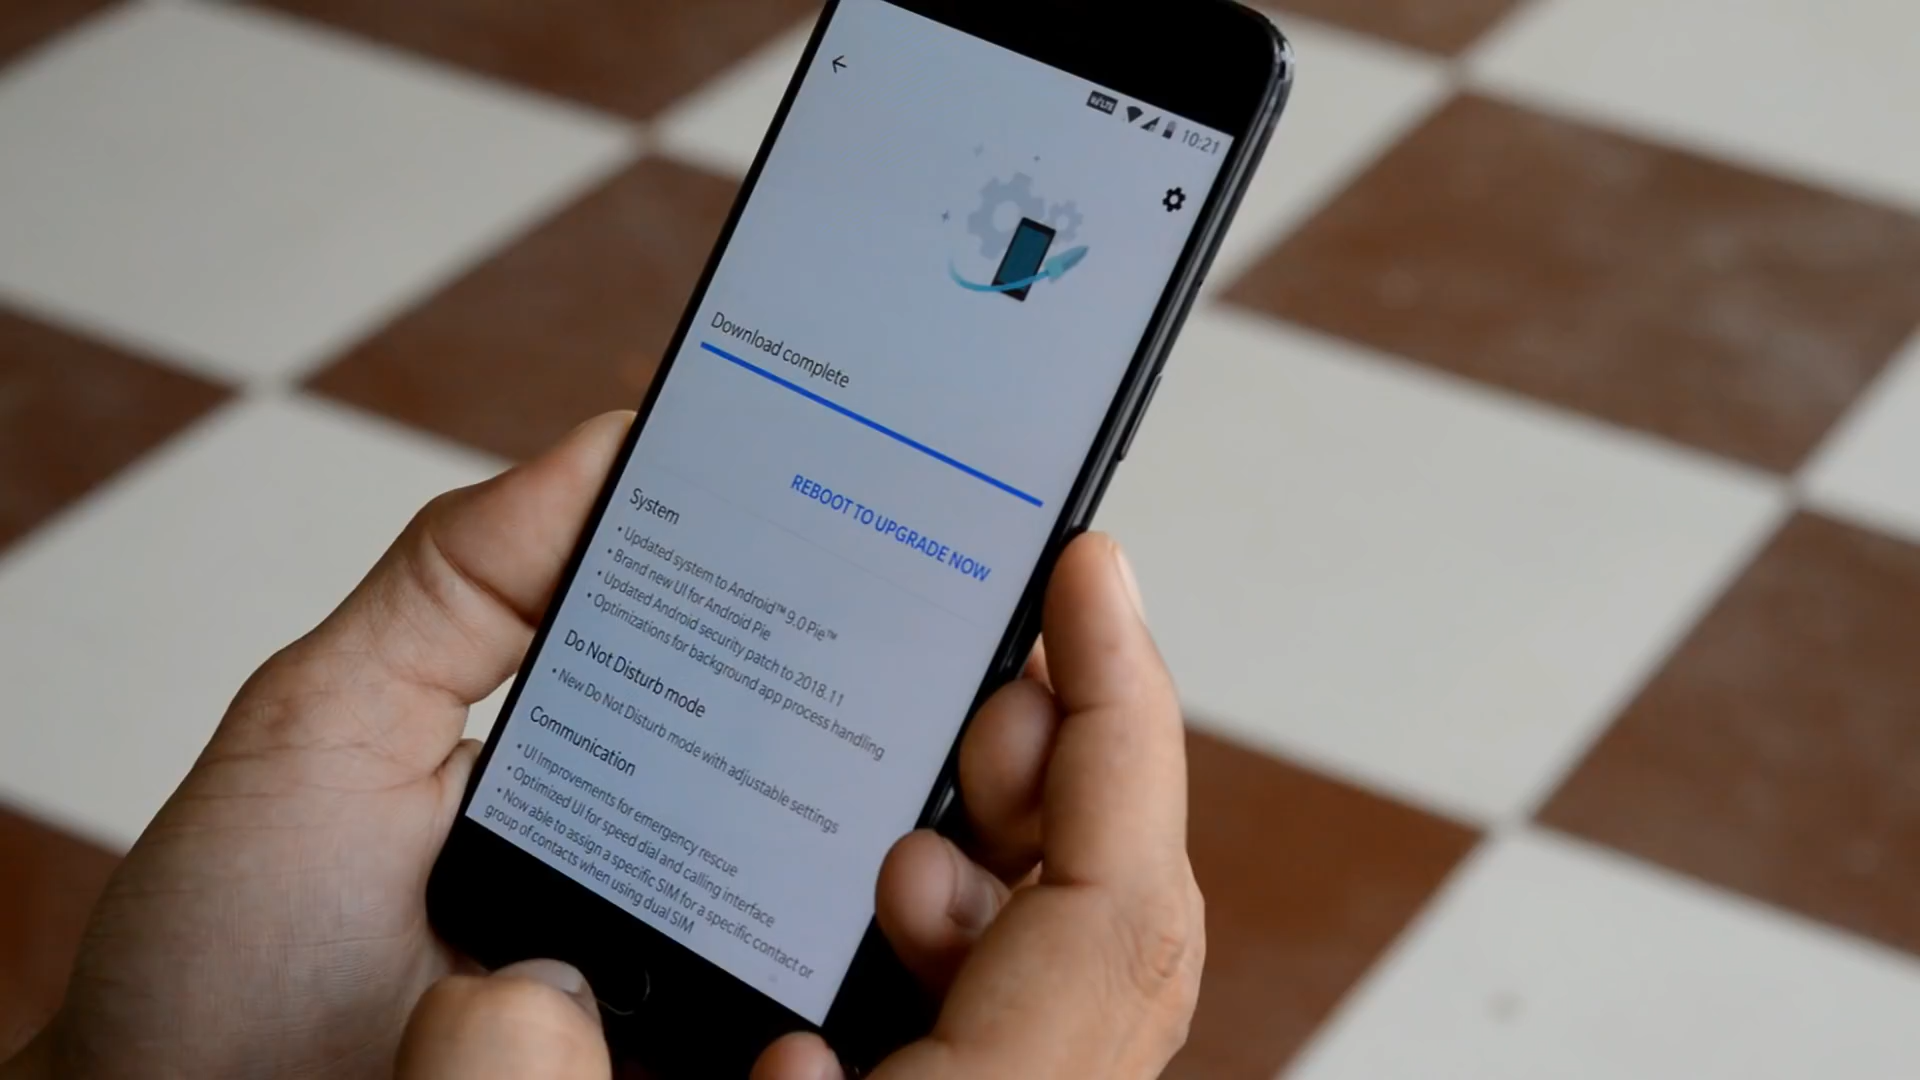 VoLTE 10:21
Download complete
REBOOT TO UPGRADE NOW
System
• Updated system to Android™ 9.0 Pie™
• Brand new UI for Android Pie
• Updated Android security patch to 2018.11
• Optimizations for background app process handling
Do Not Disturb mode
• New Do Not Disturb mode with adjustable settings
Communication
• UI Improvements for emergency rescue
• Optimized UI for speed dial and calling interface
• Now able to assign a specific SIM for a specific contact or
group of contacts when using dual SIM